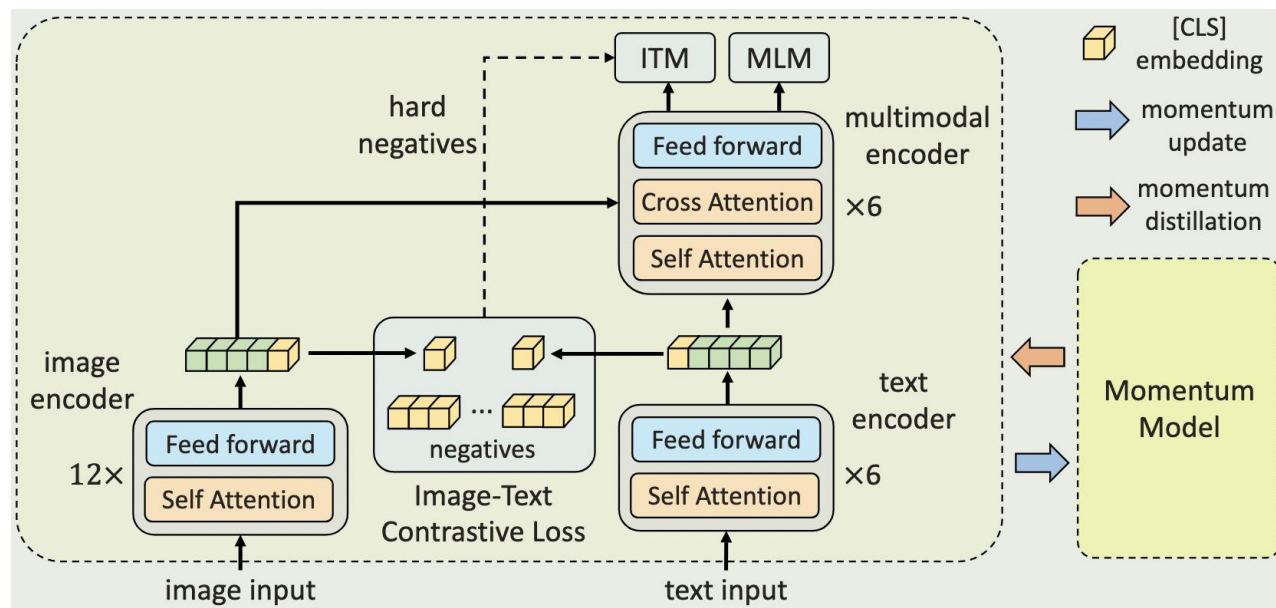 ITM
MLM
hard
negatives
Feed forward
Cross Attention
Self Attention
multimodal
encoder
×6
[CLS]
embedding
momentum
update
momentum
distillation
image
encoder
12×
Feed forward
Self Attention
...
negatives
Image-Text
Contrastive Loss
Feed forward
Self Attention
text
encoder
×6
Momentum
Model
image input
text input